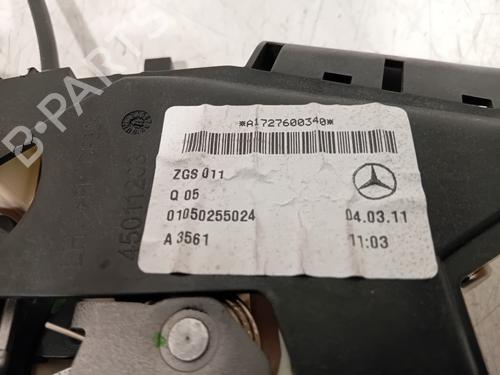 *A1727600340*
ZGS 011
Q 05
01050255024 04.03.11
A 3561 11:03
B-PARTS